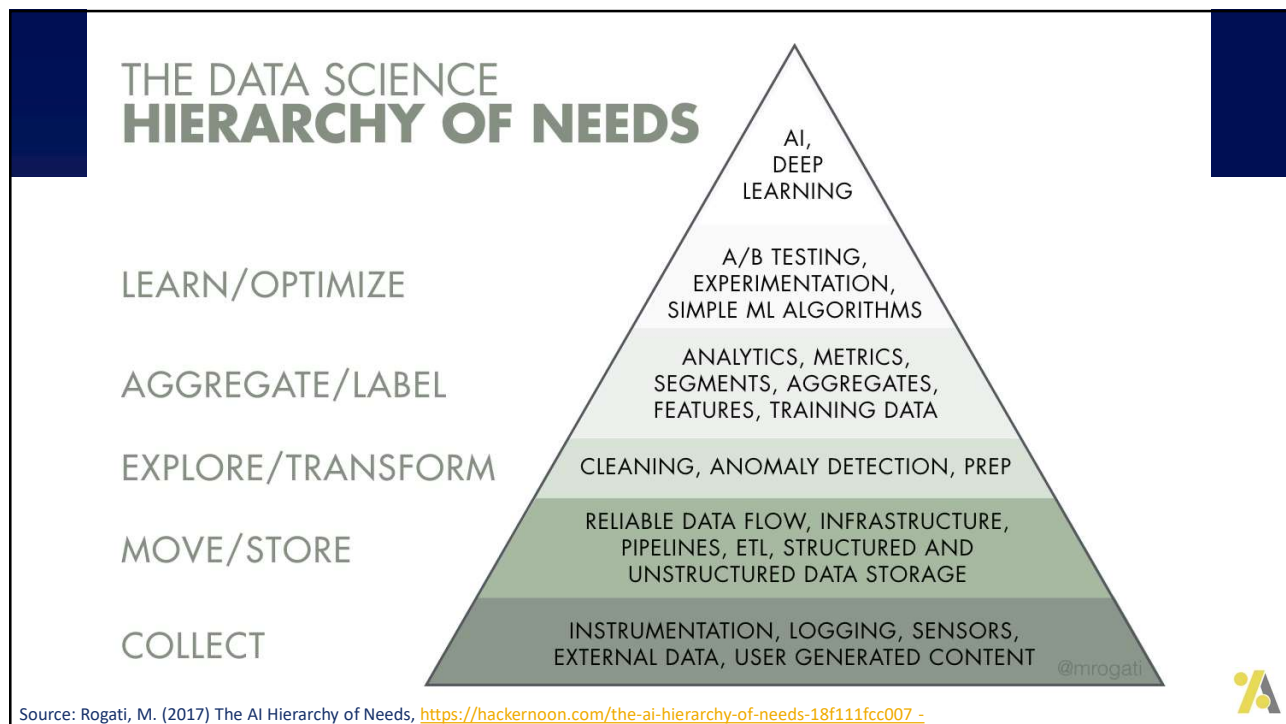 THE DATA SCIENCE
HIERARCHY OF NEEDS
AI,
DEEP
LEARNING
LEARN/OPTIMIZE
A/B TESTING,
EXPERIMENTATION,
SIMPLE ML ALGORITHMS
AGGREGATE/LABEL
ANALYTICS, METRICS,
SEGMENTS, AGGREGATES,
FEATURES, TRAINING DATA
EXPLORE/TRANSFORM
CLEANING, ANOMALY DETECTION, PREP
MOVE/STORE
RELIABLE DATA FLOW, INFRASTRUCTURE,
PIPELINES, ETL, STRUCTURED AND
UNSTRUCTURED DATA STORAGE
COLLECT
INSTRUMENTATION, LOGGING, SENSORS,
EXTERNAL DATA, USER GENERATED CONTENT
@mrogati
Source: Rogati, M. (2017) The AI Hierarchy of Needs, https://hackernoon.com/the-ai-hierarchy-of-needs-18f111fcc007 -